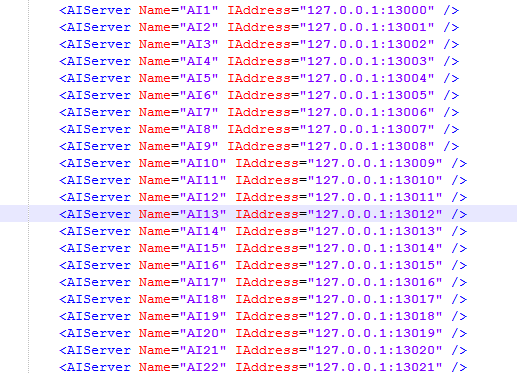 <AIServer Name="AI1" IAddress="127.0.0.1:13000" />
<AIServer Name="AI2" IAddress="127.0.0.1:13001" />
<AIServer Name="AI3" IAddress="127.0.0.1:13002" />
<AIServer Name="AI4" IAddress="127.0.0.1:13003" />
<AIServer Name="AI5" IAddress="127.0.0.1:13004" />
<AIServer Name="AI6" IAddress="127.0.0.1:13005" />
<AIServer Name="AI7" IAddress="127.0.0.1:13006" />
<AIServer Name="AI8" IAddress="127.0.0.1:13007" />
<AIServer Name="AI9" IAddress="127.0.0.1:13008" />
<AIServer Name="AI10" IAddress="127.0.0.1:13009" />
<AIServer Name="AI11" IAddress="127.0.0.1:13010" />
<AIServer Name="AI12" IAddress="127.0.0.1:13011" />
<AIServer Name="AI13" IAddress="127.0.0.1:13012" />
<AIServer Name="AI14" IAddress="127.0.0.1:13013" />
<AIServer Name="AI15" IAddress="127.0.0.1:13014" />
<AIServer Name="AI16" IAddress="127.0.0.1:13015" />
<AIServer Name="AI17" IAddress="127.0.0.1:13016" />
<AIServer Name="AI18" IAddress="127.0.0.1:13017" />
<AIServer Name="AI19" IAddress="127.0.0.1:13018" />
<AIServer Name="AI20" IAddress="127.0.0.1:13019" />
<AIServer Name="AI21" IAddress="127.0.0.1:13020" />
<AIServer Name="AI22" IAddress="127.0.0.1:13021" />